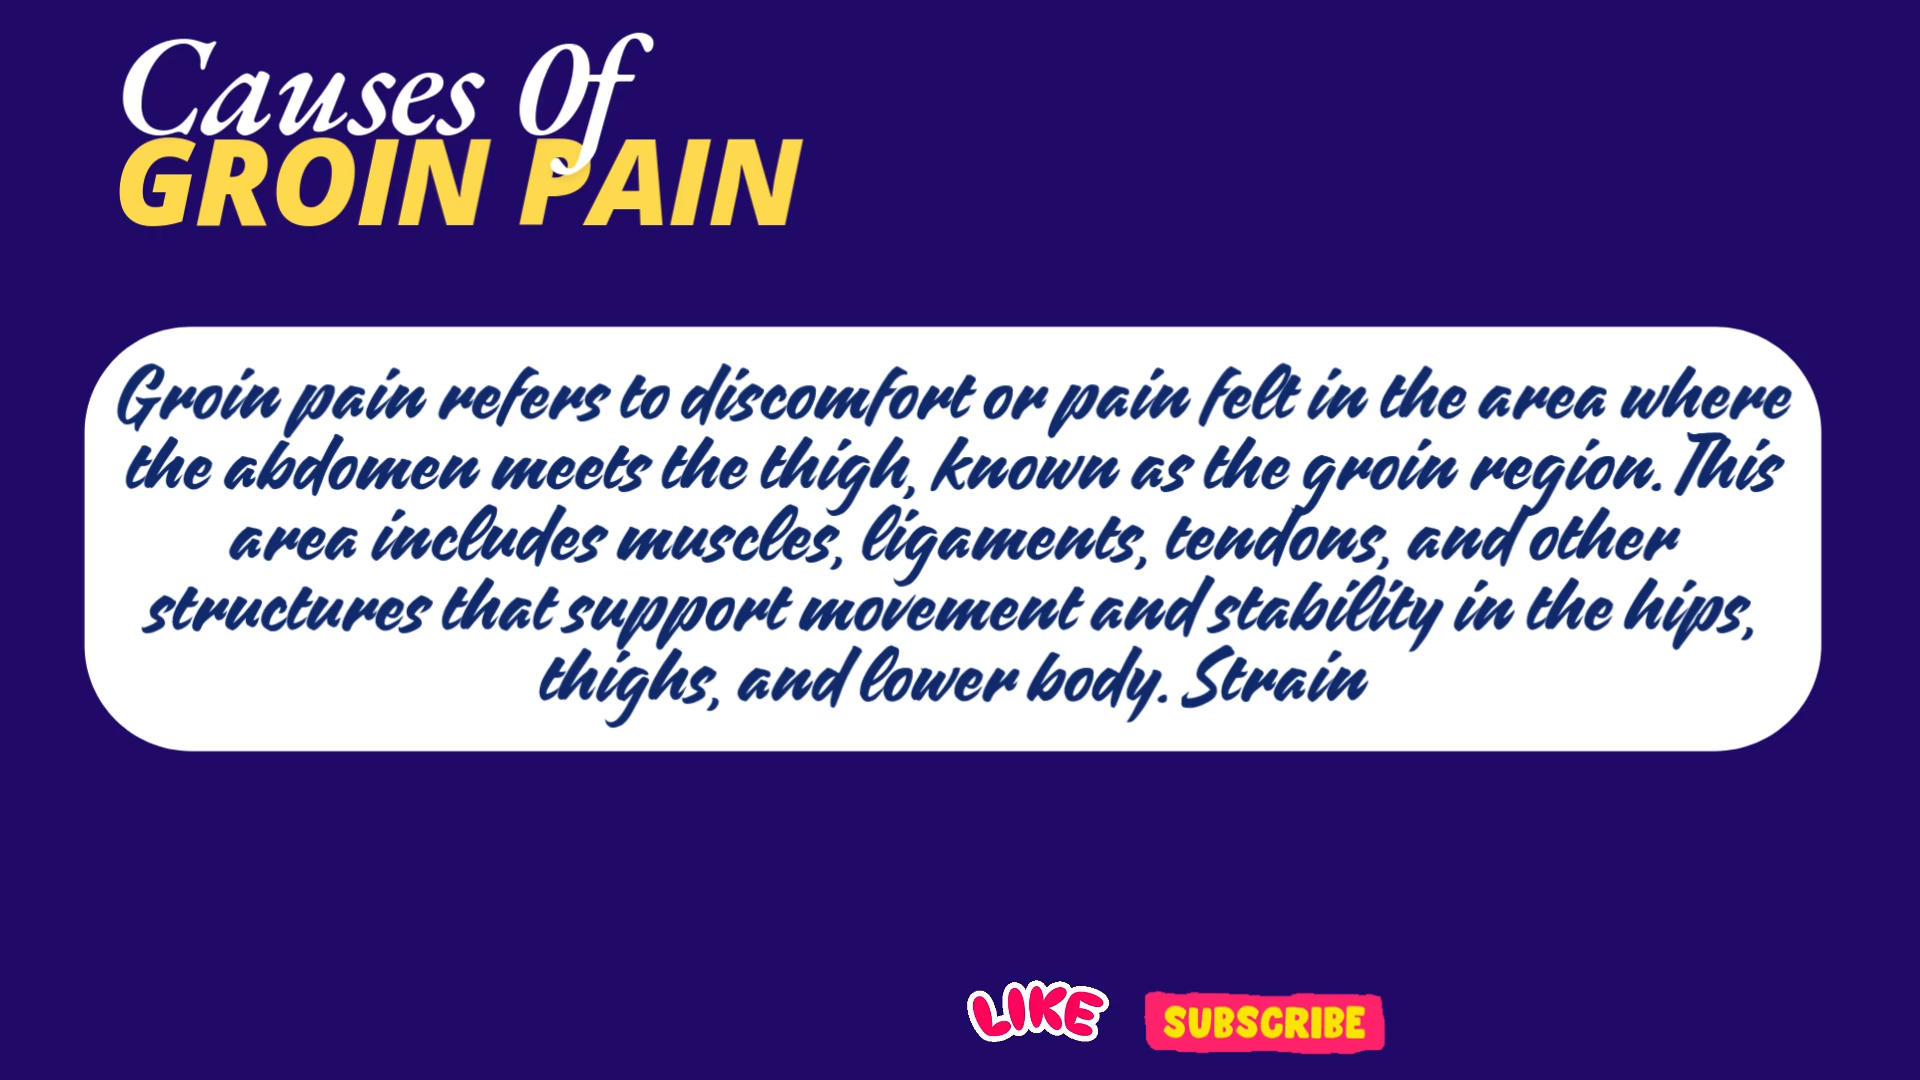 Causes Of
GROIN PAIN
Groin pain refers to discomfort or pain felt in the area where
the abdomen meets the thigh, known as the groin region. This
area includes muscles, ligaments, tendons, and other
structures that support movement and stability in the hips,
thighs, and lower body. Strain
LIKE
SUBSCRIBE